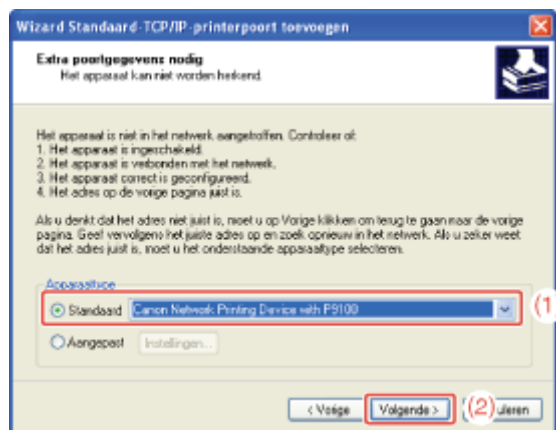 Wizard Standaard-TCP/IP-printerpoort toevoegen
Extra poortgegevens nodig
Het apparaat kan niet worden herkend.
Het apparaat is niet in het netwerk aangetroffen. Controleer of:
1. Het apparaat is ingeschakeld.
2. Het apparaat is verbonden met het netwerk.
3. Het apparaat correct is geconfigureerd.
4. Het adres op de vorige pagina juist is.
Als u denkt dat het adres niet juist is, moet u op Vorige klikken om terug te gaan naar de vorige
pagina. Geef vervolgens het juiste adres op en zoek opnieuw in het netwerk. Als u zeker weet
dat het adres juist is, moet u het onderstaande apparaattype selecteren.
Apparaattype
Standaard Canon Network Printing Device with P9100 (1
Aangepast Instellingen...
< Vorige Volgende > (2) uleren